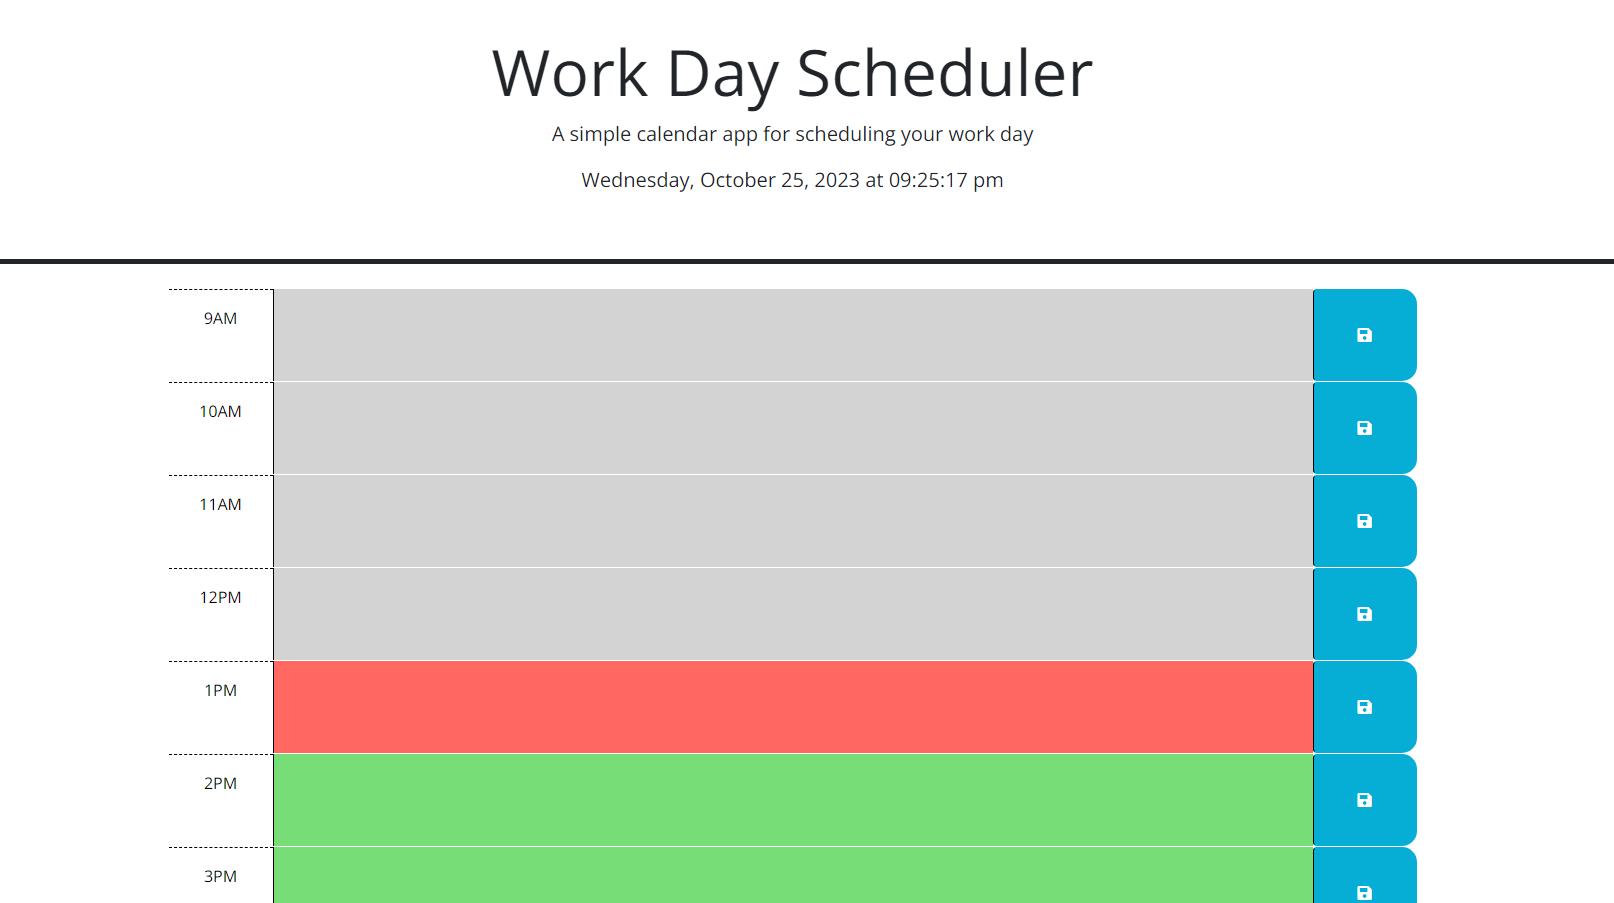 Work Day Scheduler
A simple calendar app for scheduling your work day
Wednesday, October 25, 2023 at 09:25:17 pm
9AM
10AM
11AM
12PM
1PM
2PM
3PM